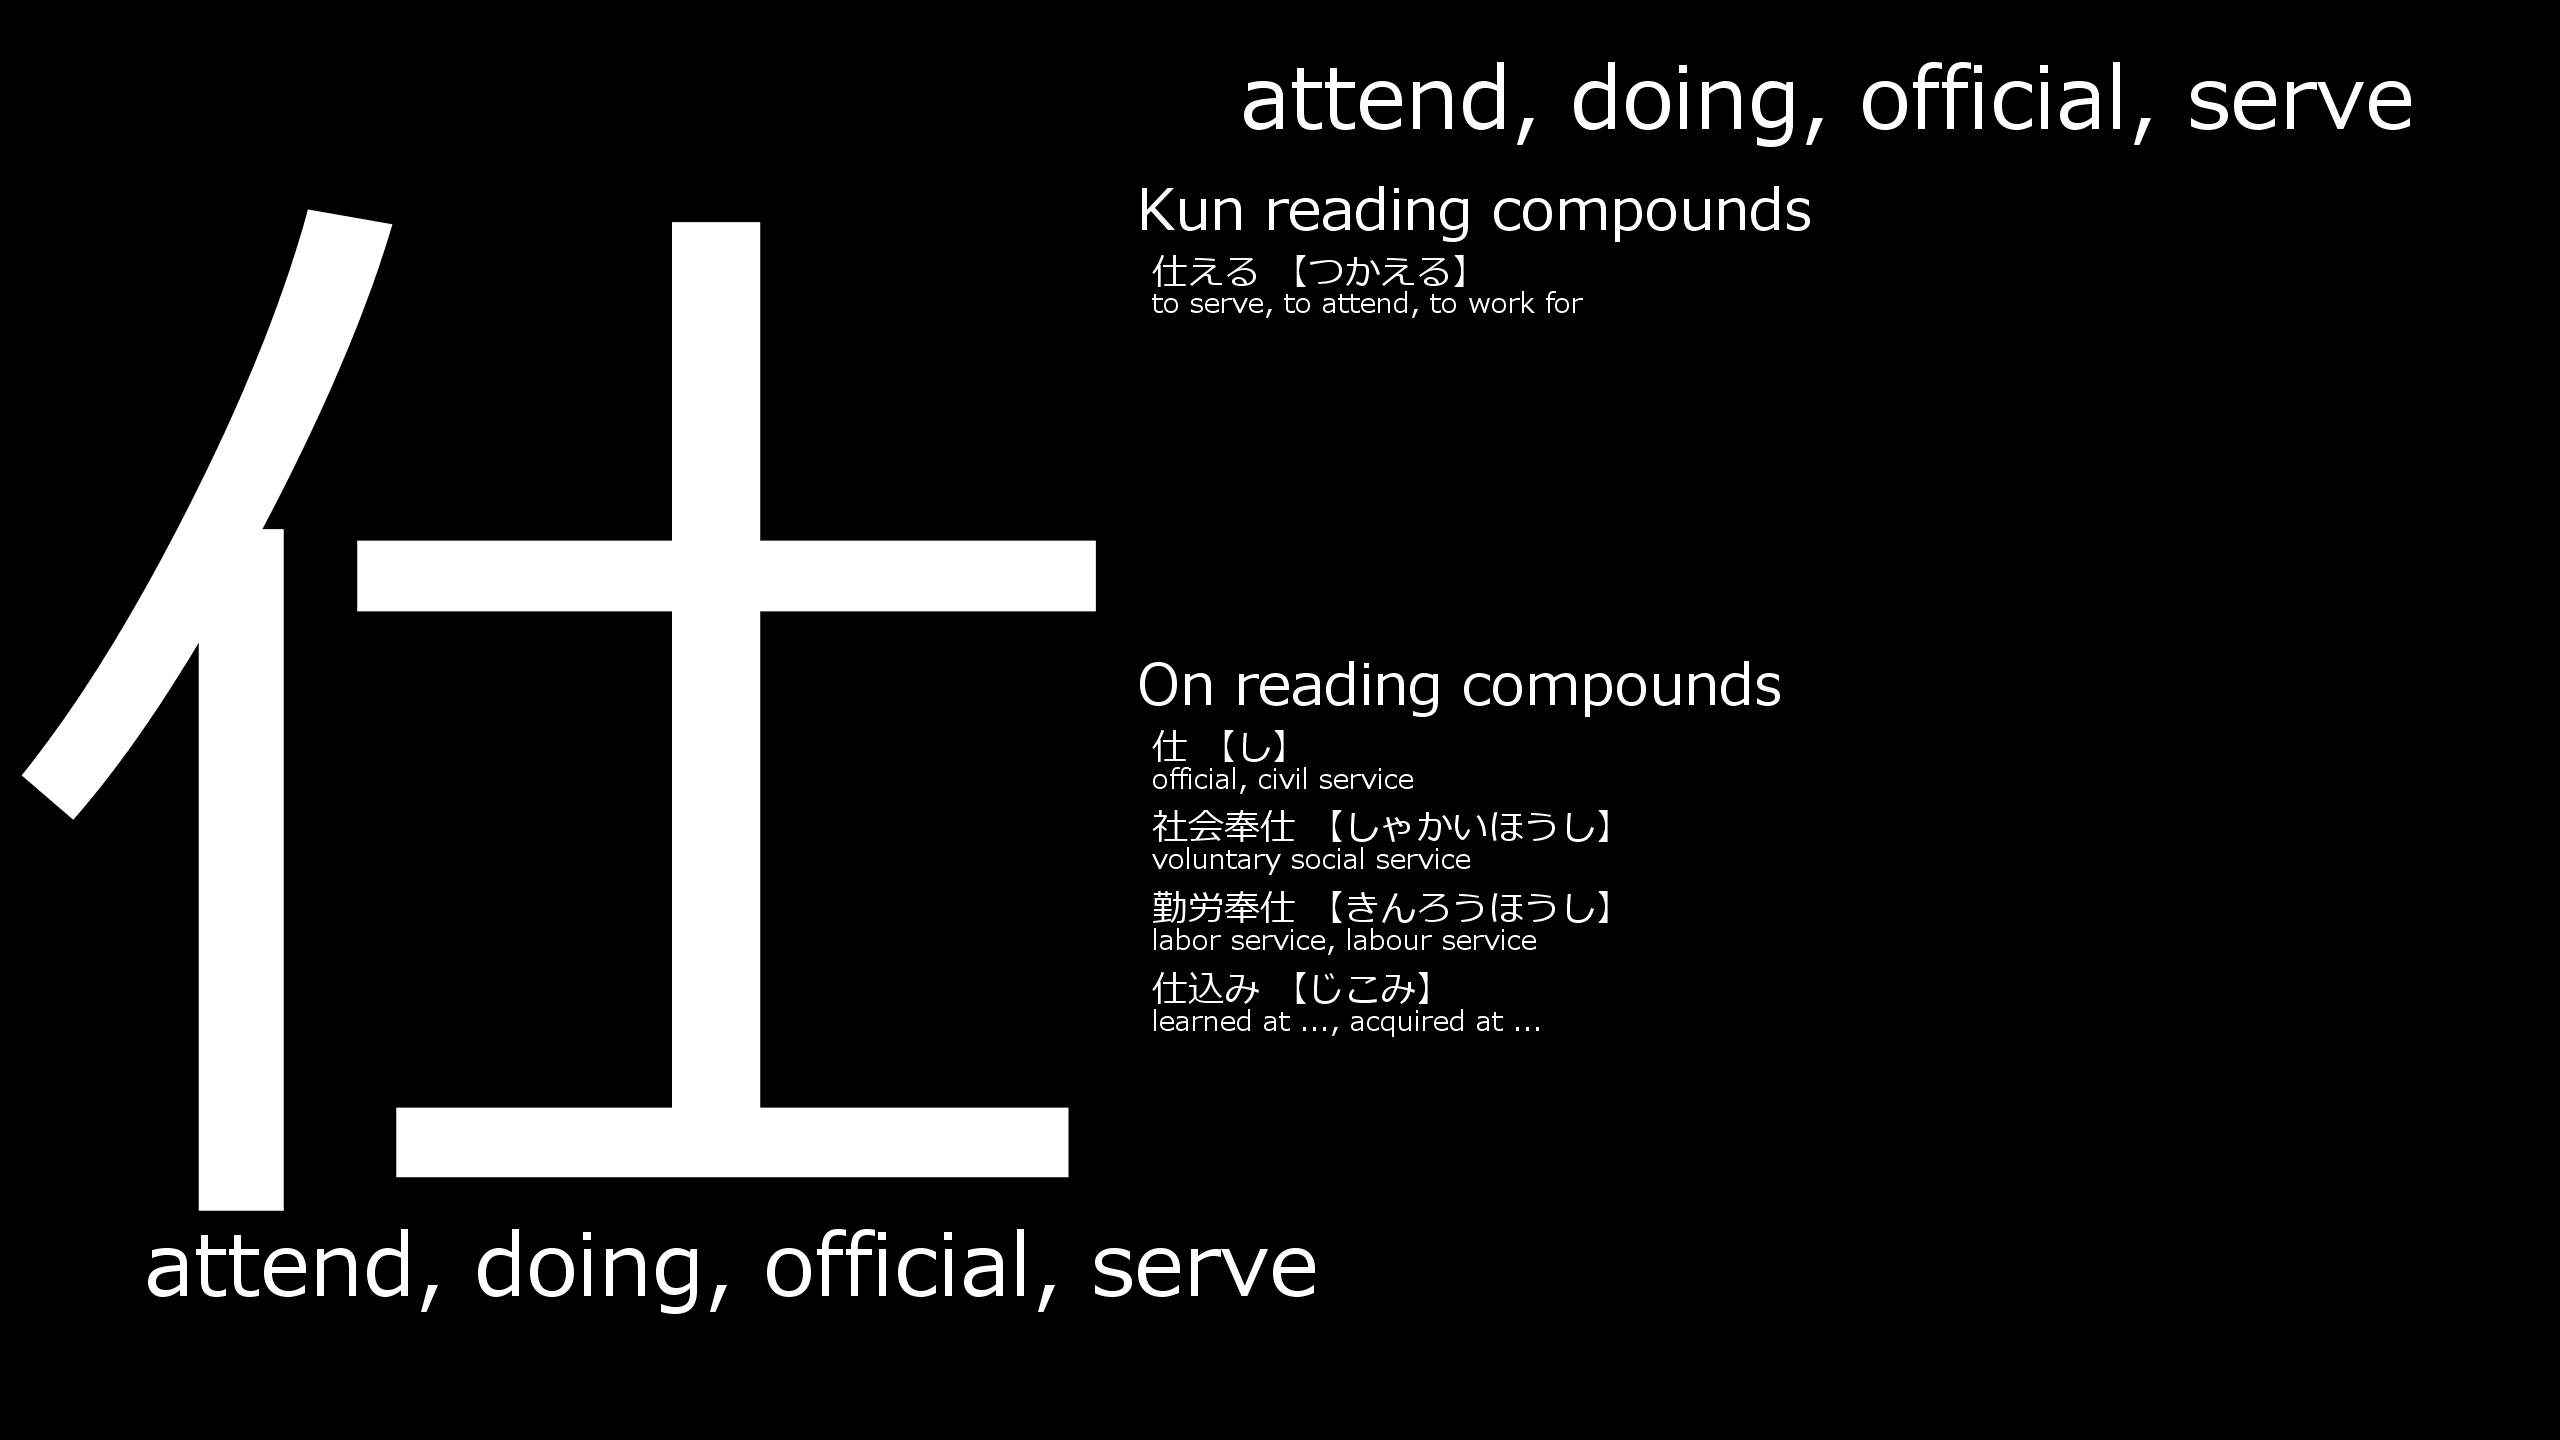 attend, doing, official, serve
仕
Kun reading compounds
仕える 【つかえる】
to serve, to attend, to work for
On reading compounds
仕 【し】
official, civil service
社会奉仕 【しゃかいほうし】
voluntary social service
勤労奉仕 【きんろうほうし】
labor service, labour service
仕込み 【じこみ】
learned at ..., acquired at ...
attend, doing, official, serve